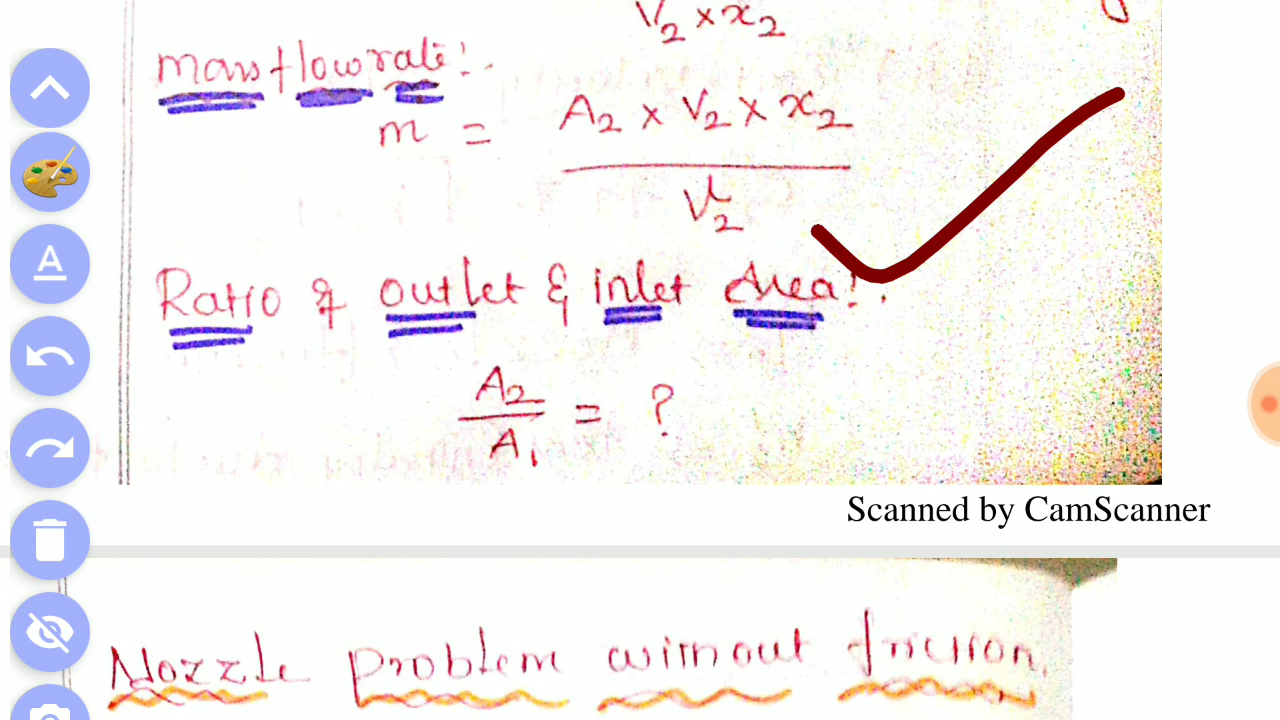 V₂ × x₂
mass flow rate:-
m = A₂ × V₂ × x₂
V₂
Ratio of outlet & inlet Area:.
A₂
/ A₁ = ?
Scanned by CamScanner
Nozzle problem without friction.